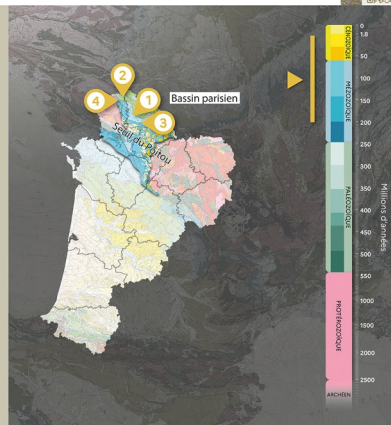 2
4
1
Bassin parisien
3
Seuil du Poitou
CÉNOZOÏQUE
MÉZOZOÏQUE
PALÉOZOÏQUE
PROTÉROZOÏQUE
ARCHÉEN
0
1.8
50
100
150
200
250
300
350
400
450
500
550
1000
1500
2000
2500
Millions d'années